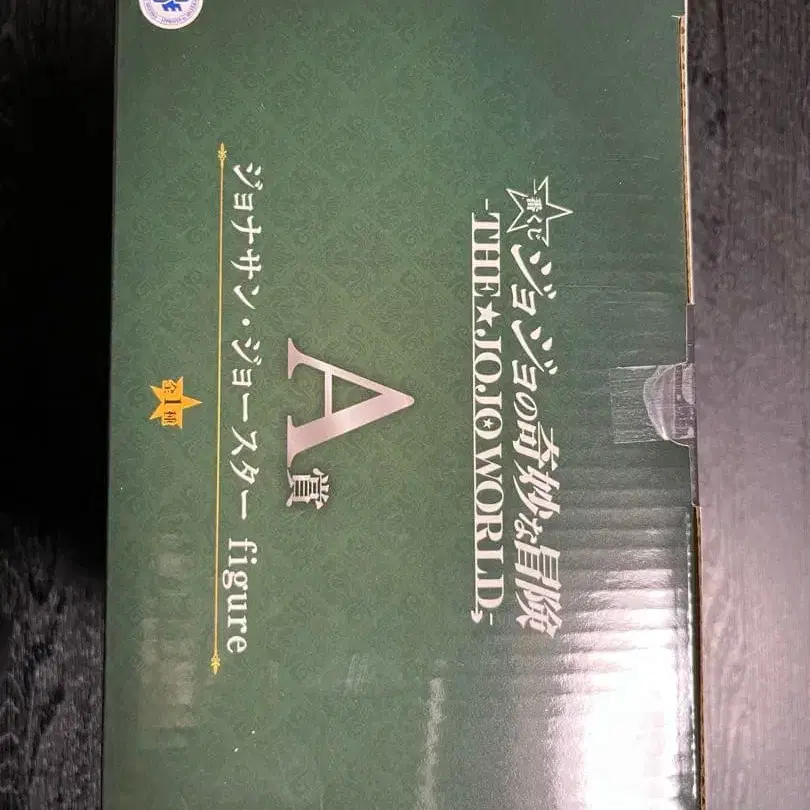 一番くじ
ジョジョの奇妙な冒険
-THE★JOJO WORLD-
A賞
ジョナサン・ジョースター figure
全1種